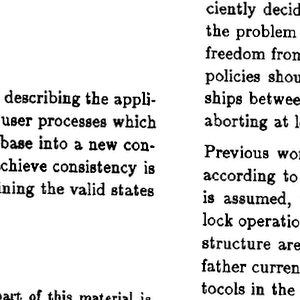 describing the appli-
user processes which
base into a new con-
chieve consistency is
ining the valid states
part of this material is
ciently decid
the problem
freedom from
policies shou
ships betwee
aborting at l
Previous wor
according to
is assumed,
lock operatio
structure are
father curren
tocols in the